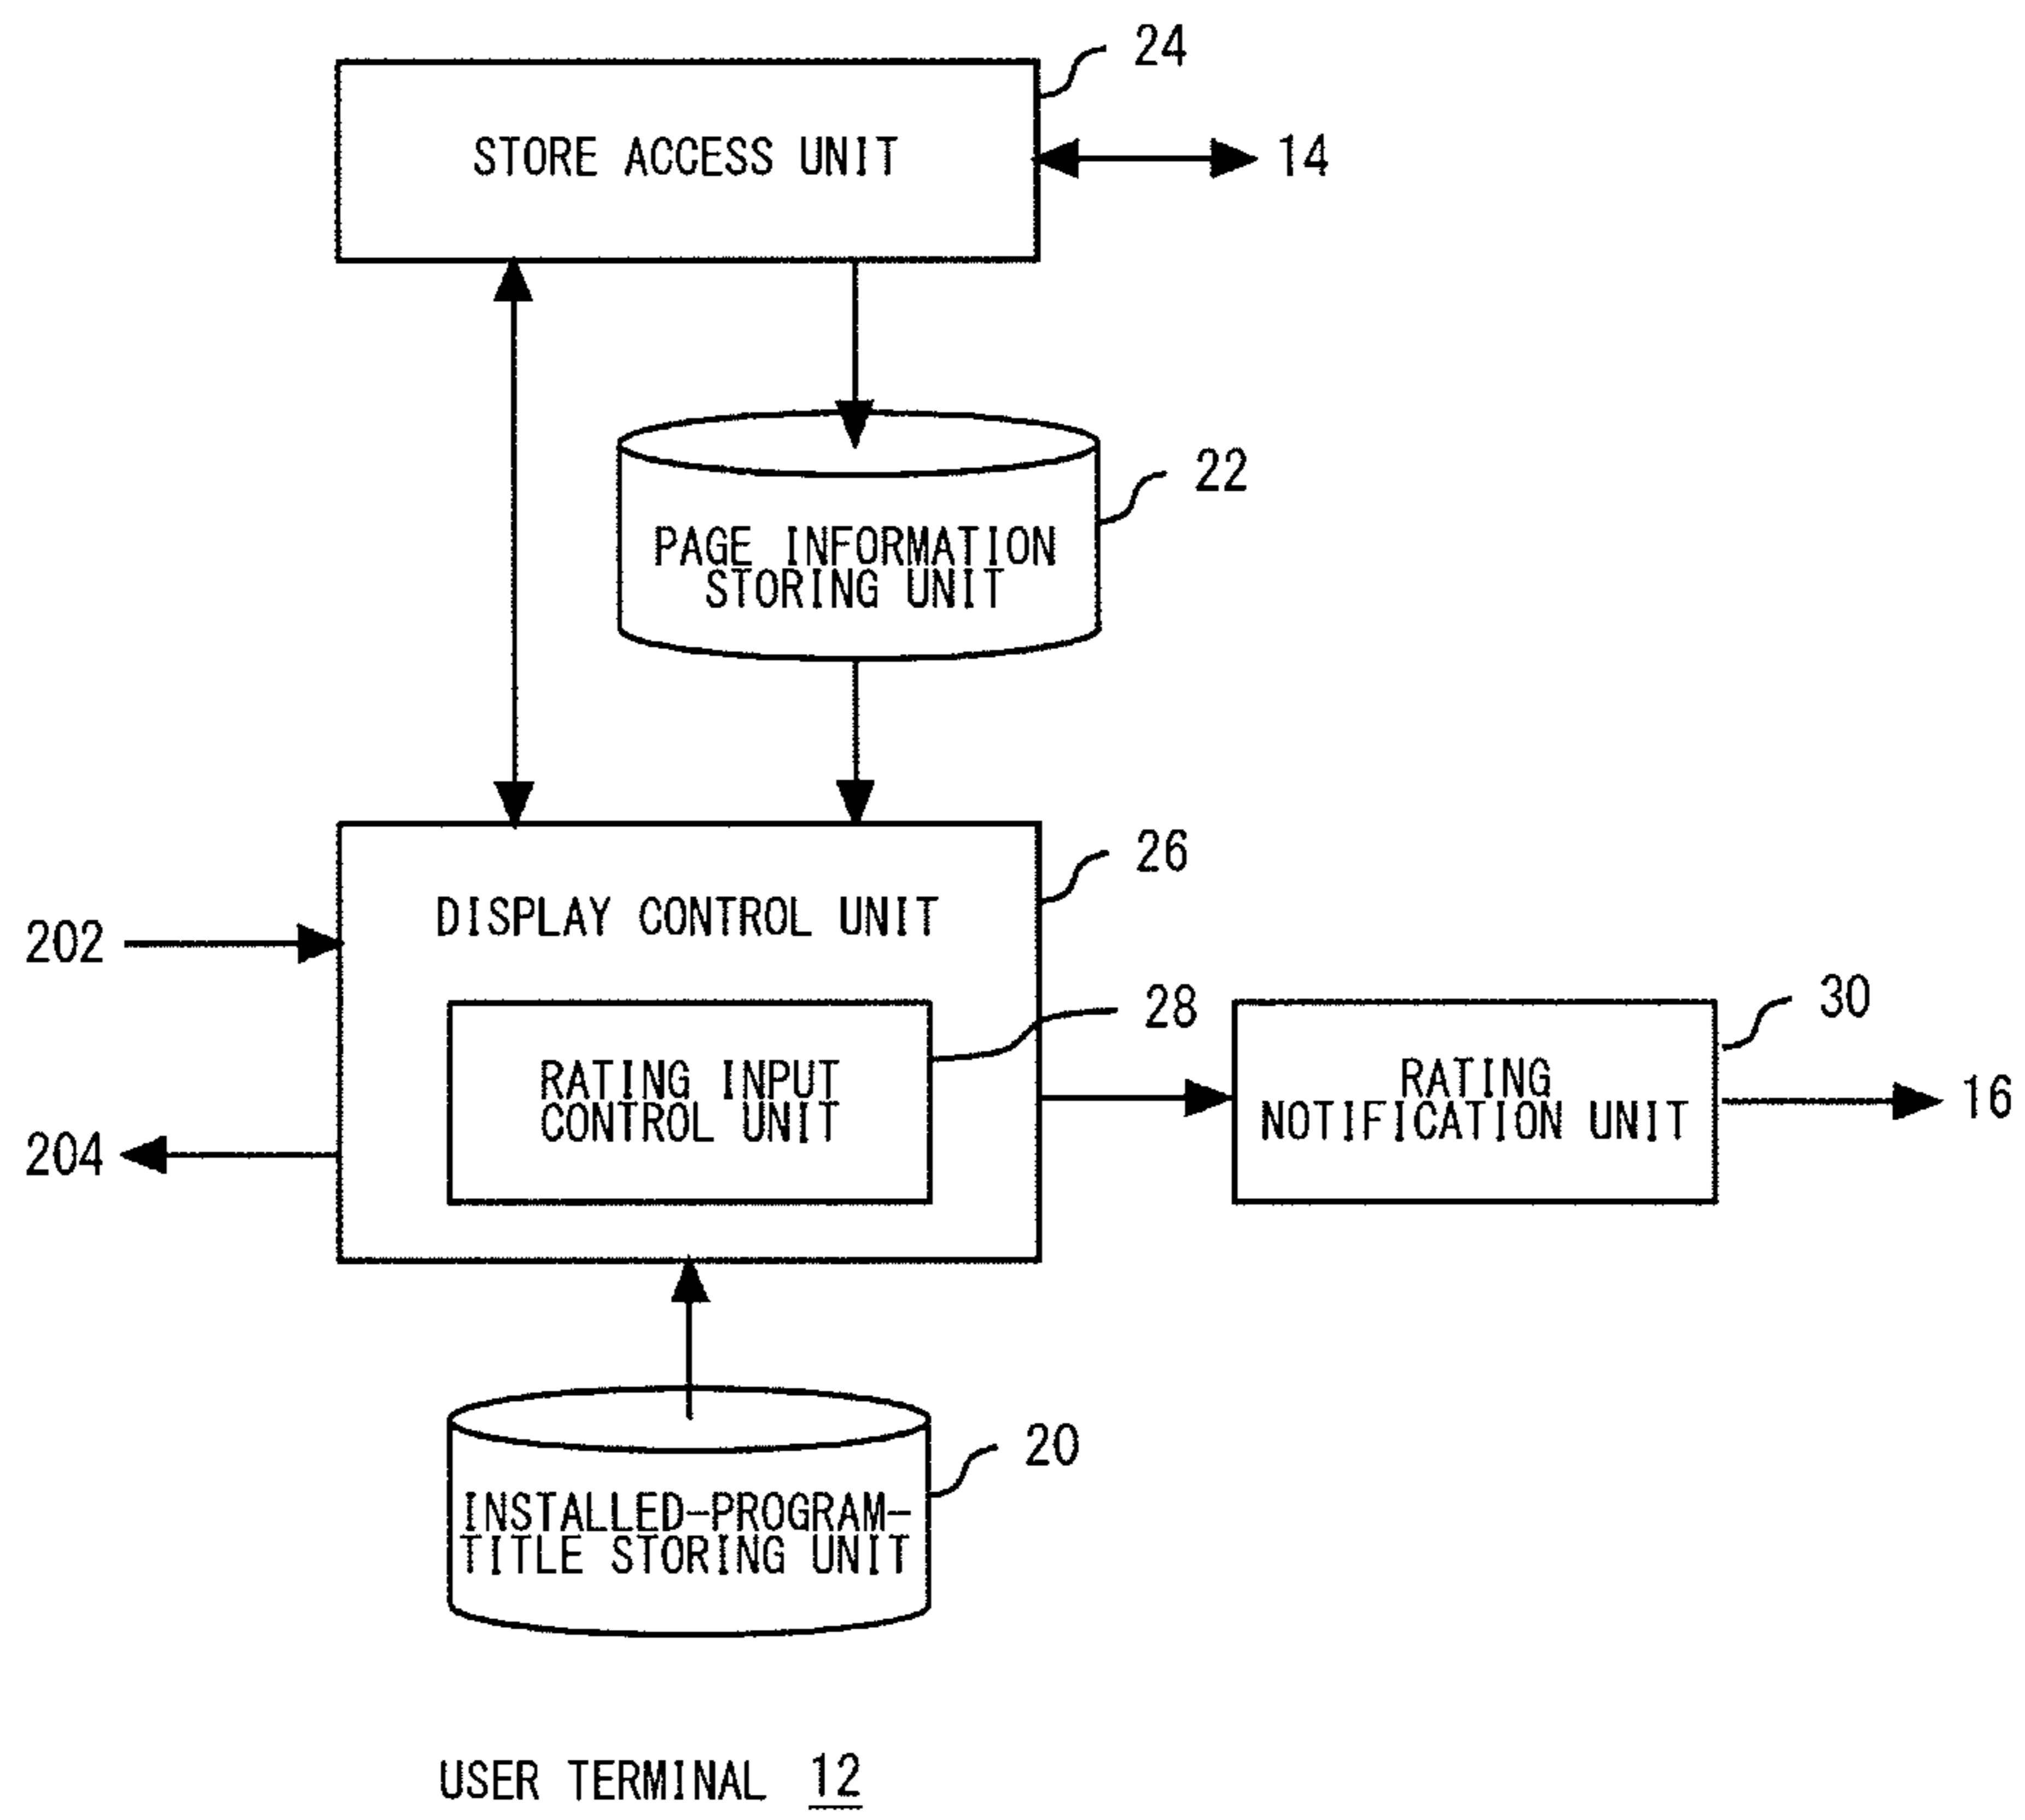 24
STORE ACCESS UNIT
14
22
PAGE INFORMATION
STORING UNIT
26
DISPLAY CONTROL UNIT
202
28
30
RATING INPUT
CONTROL UNIT
RATING
NOTIFICATION UNIT
16
204
20
INSTALLED-PROGRAM-
TITLE STORING UNIT
USER TERMINAL 12